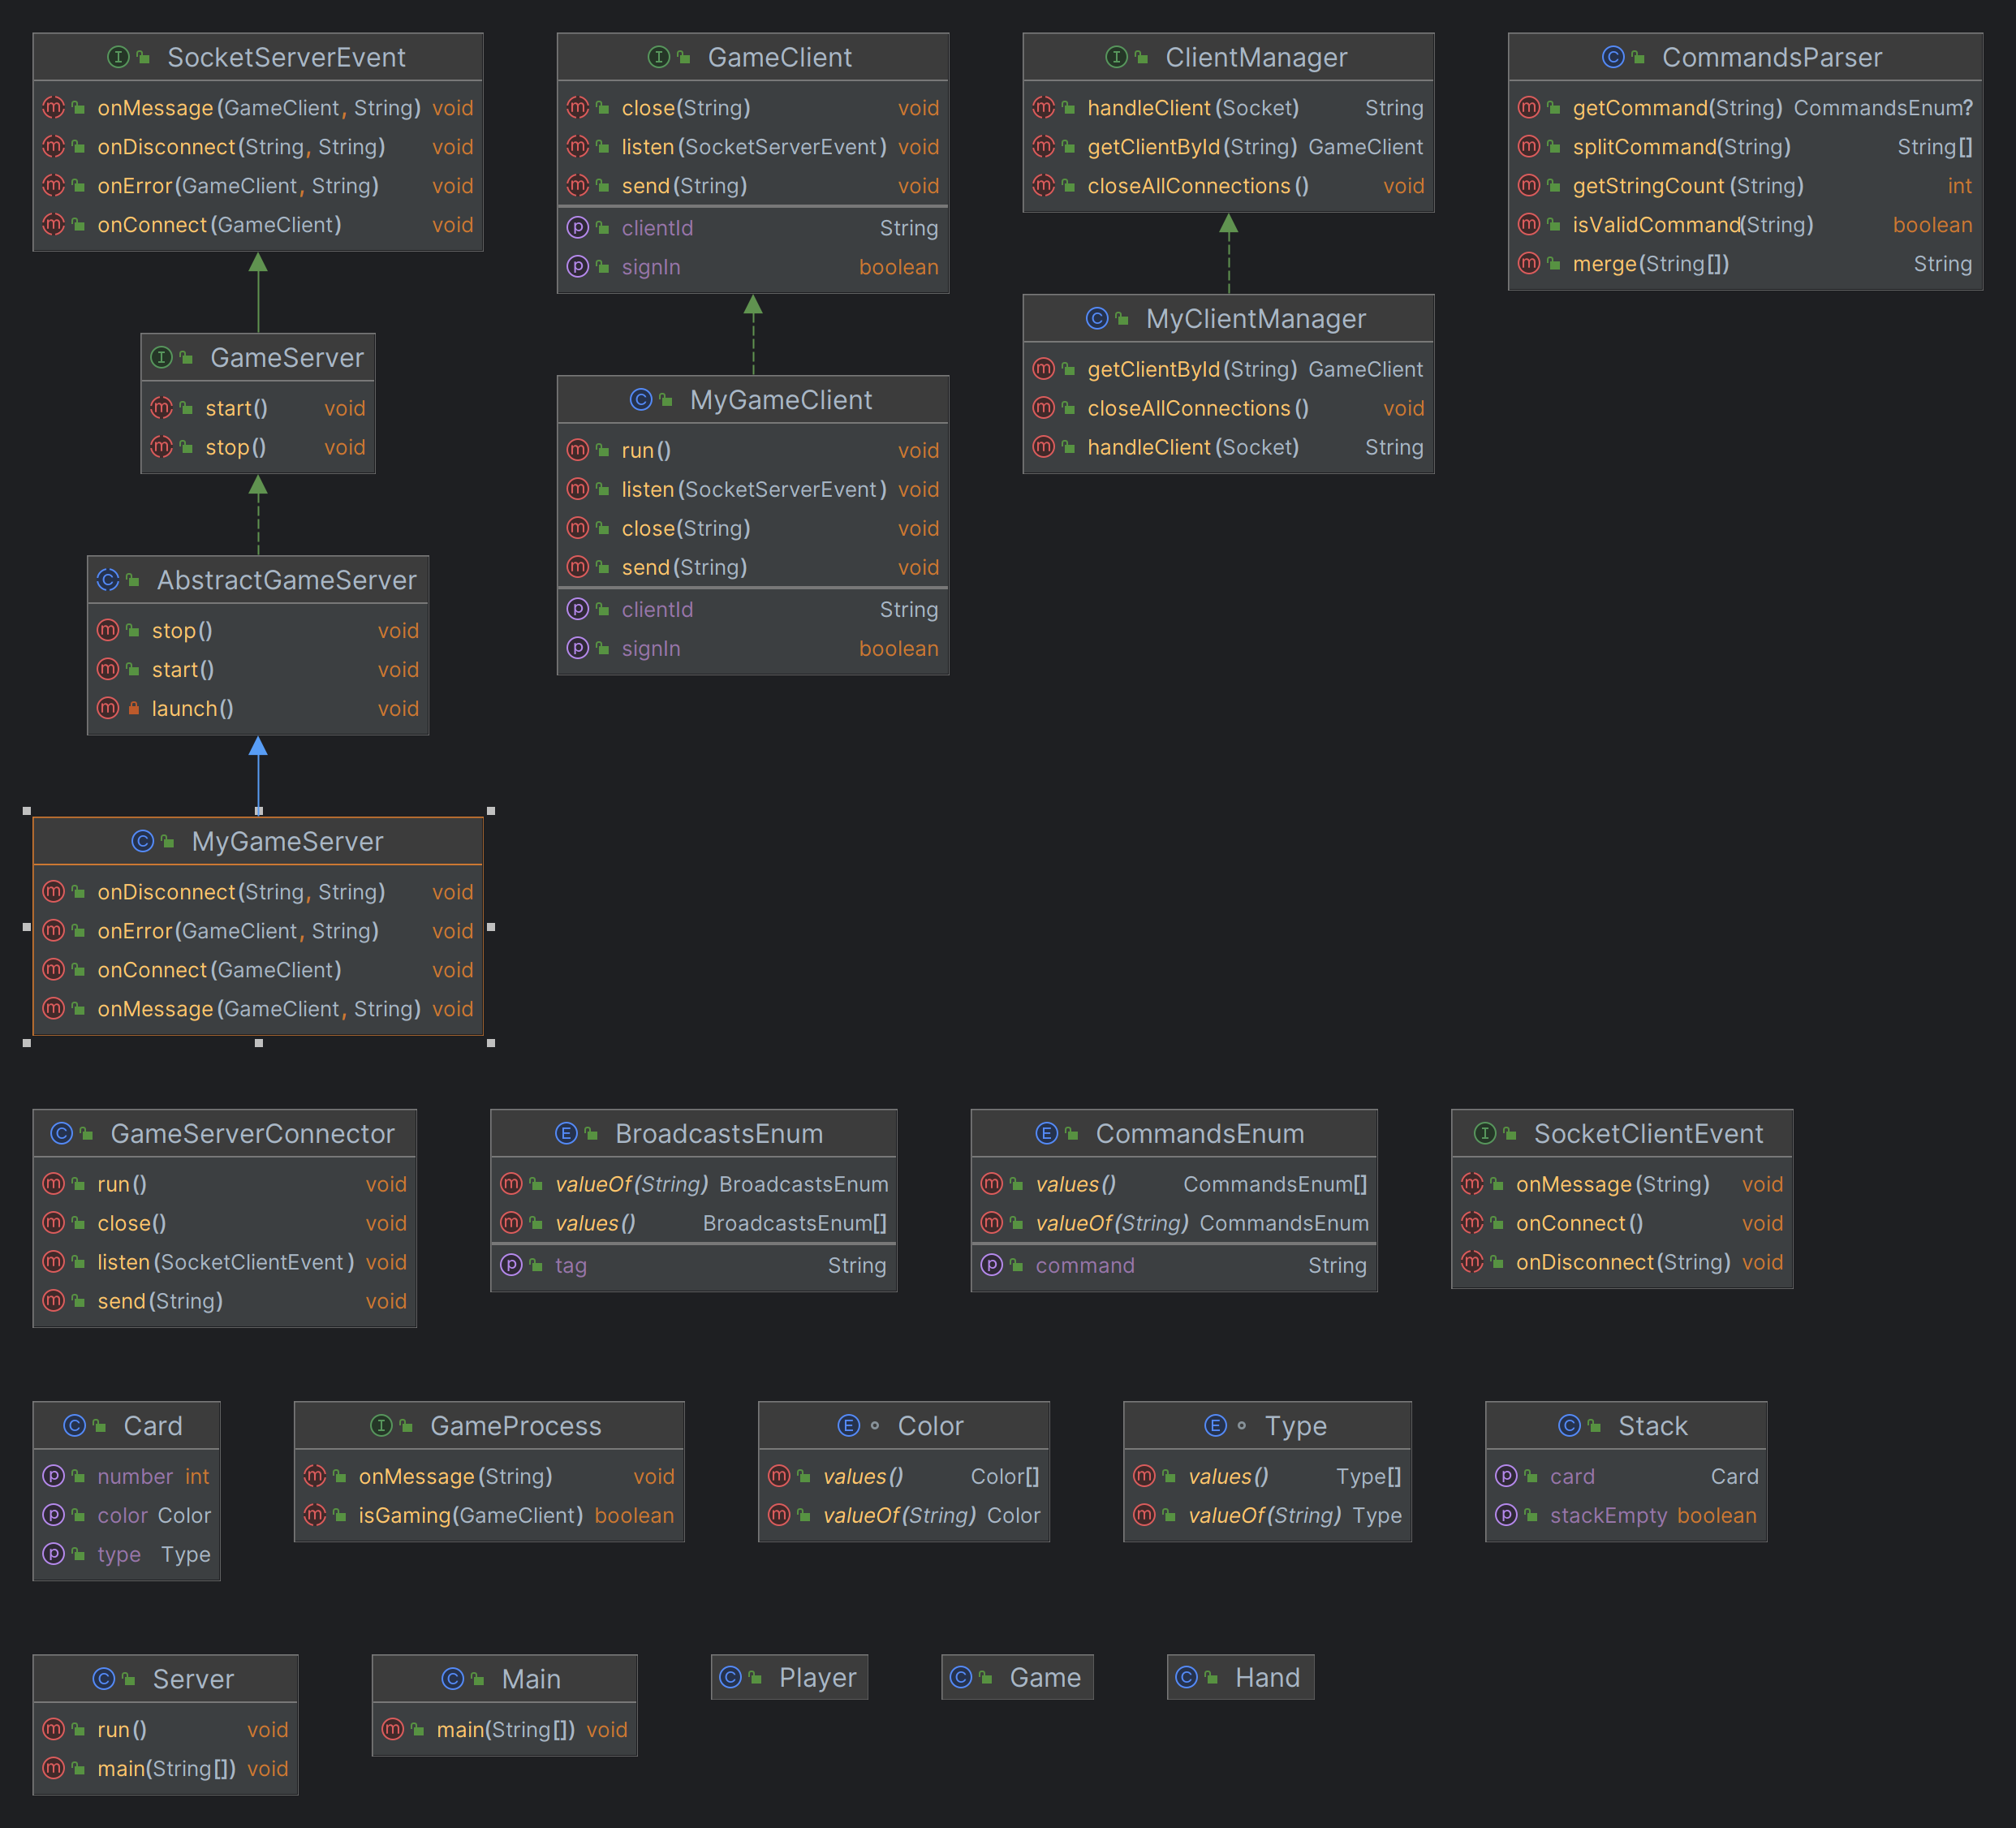 SocketServerEvent
onMessage(GameClient, String) void
onDisconnect(String, String) void
onError(GameClient, String) void
onConnect(GameClient) void
GameClient
close(String) void
listen(SocketServerEvent) void
send(String) void
clientId String
signIn boolean
ClientManager
handleClient(Socket) String
getClientById(String) GameClient
closeAllConnections() void
CommandsParser
getCommand(String) CommandsEnum?
splitCommand(String) String[]
getStringCount(String) int
isValidCommand(String) boolean
merge(String[]) String
GameServer
start() void
stop() void
MyGameClient
run() void
listen(SocketServerEvent) void
close(String) void
send(String) void
clientId String
signIn boolean
MyClientManager
getClientById(String) GameClient
closeAllConnections() void
handleClient(Socket) String
AbstractGameServer
stop() void
start() void
launch() void
MyGameServer
onDisconnect(String, String) void
onError(GameClient, String) void
onConnect(GameClient) void
onMessage(GameClient, String) void
GameServerConnector
run() void
close() void
listen(SocketClientEvent) void
send(String) void
BroadcastsEnum
valueOf(String) BroadcastsEnum
values() BroadcastsEnum[]
tag String
CommandsEnum
values() CommandsEnum[]
valueOf(String) CommandsEnum
command String
SocketClientEvent
onMessage(String) void
onConnect() void
onDisconnect(String) void
Card
number int
color Color
type Type
GameProcess
onMessage(String) void
isGaming(GameClient) boolean
Color
values() Color[]
valueOf(String) Color
Type
values() Type[]
valueOf(String) Type
Stack
card Card
stackEmpty boolean
Server
run() void
main(String[]) void
Main
main(String[]) void
Player
Game
Hand